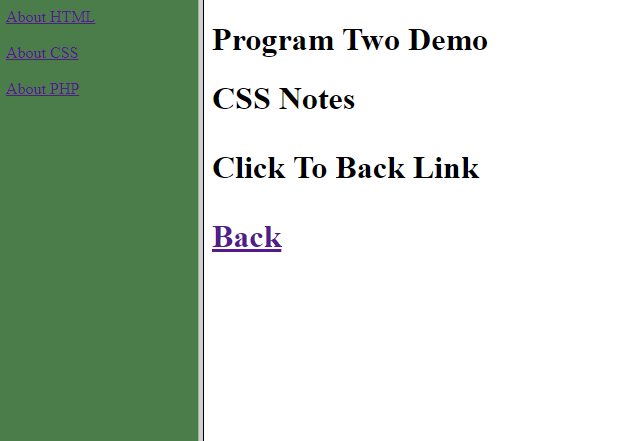 About HTML
About CSS
About PHP
Program Two Demo
CSS Notes
Click To Back Link
Back